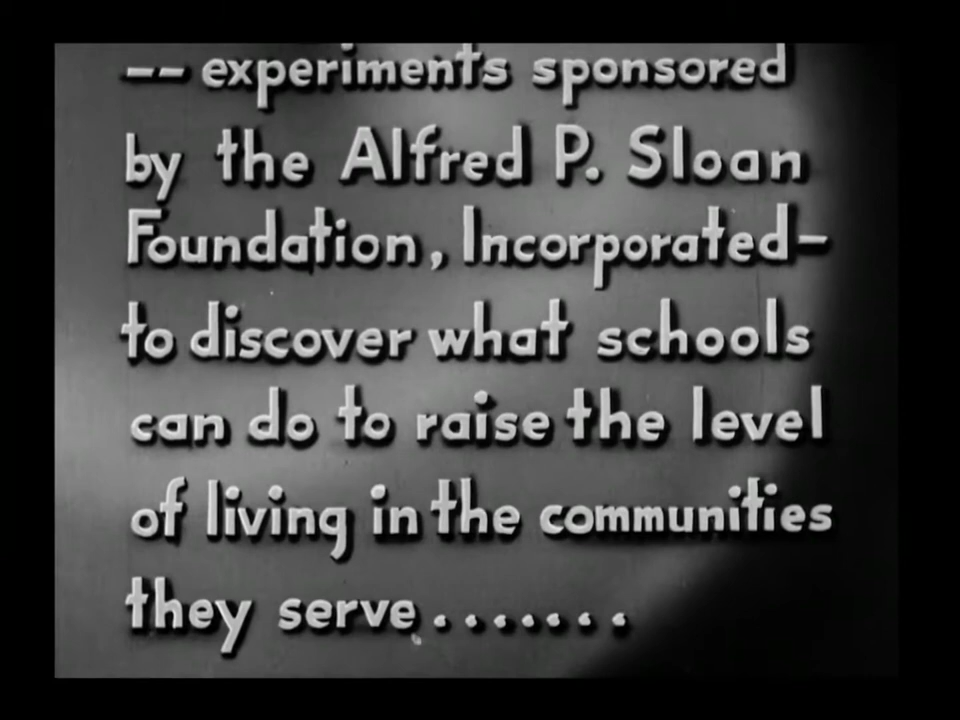 -- experiments sponsored
by the Alfred P. Sloan
Foundation, Incorporated-
to discover what schools
can do to raise the level
of living in the communities
they serve.......